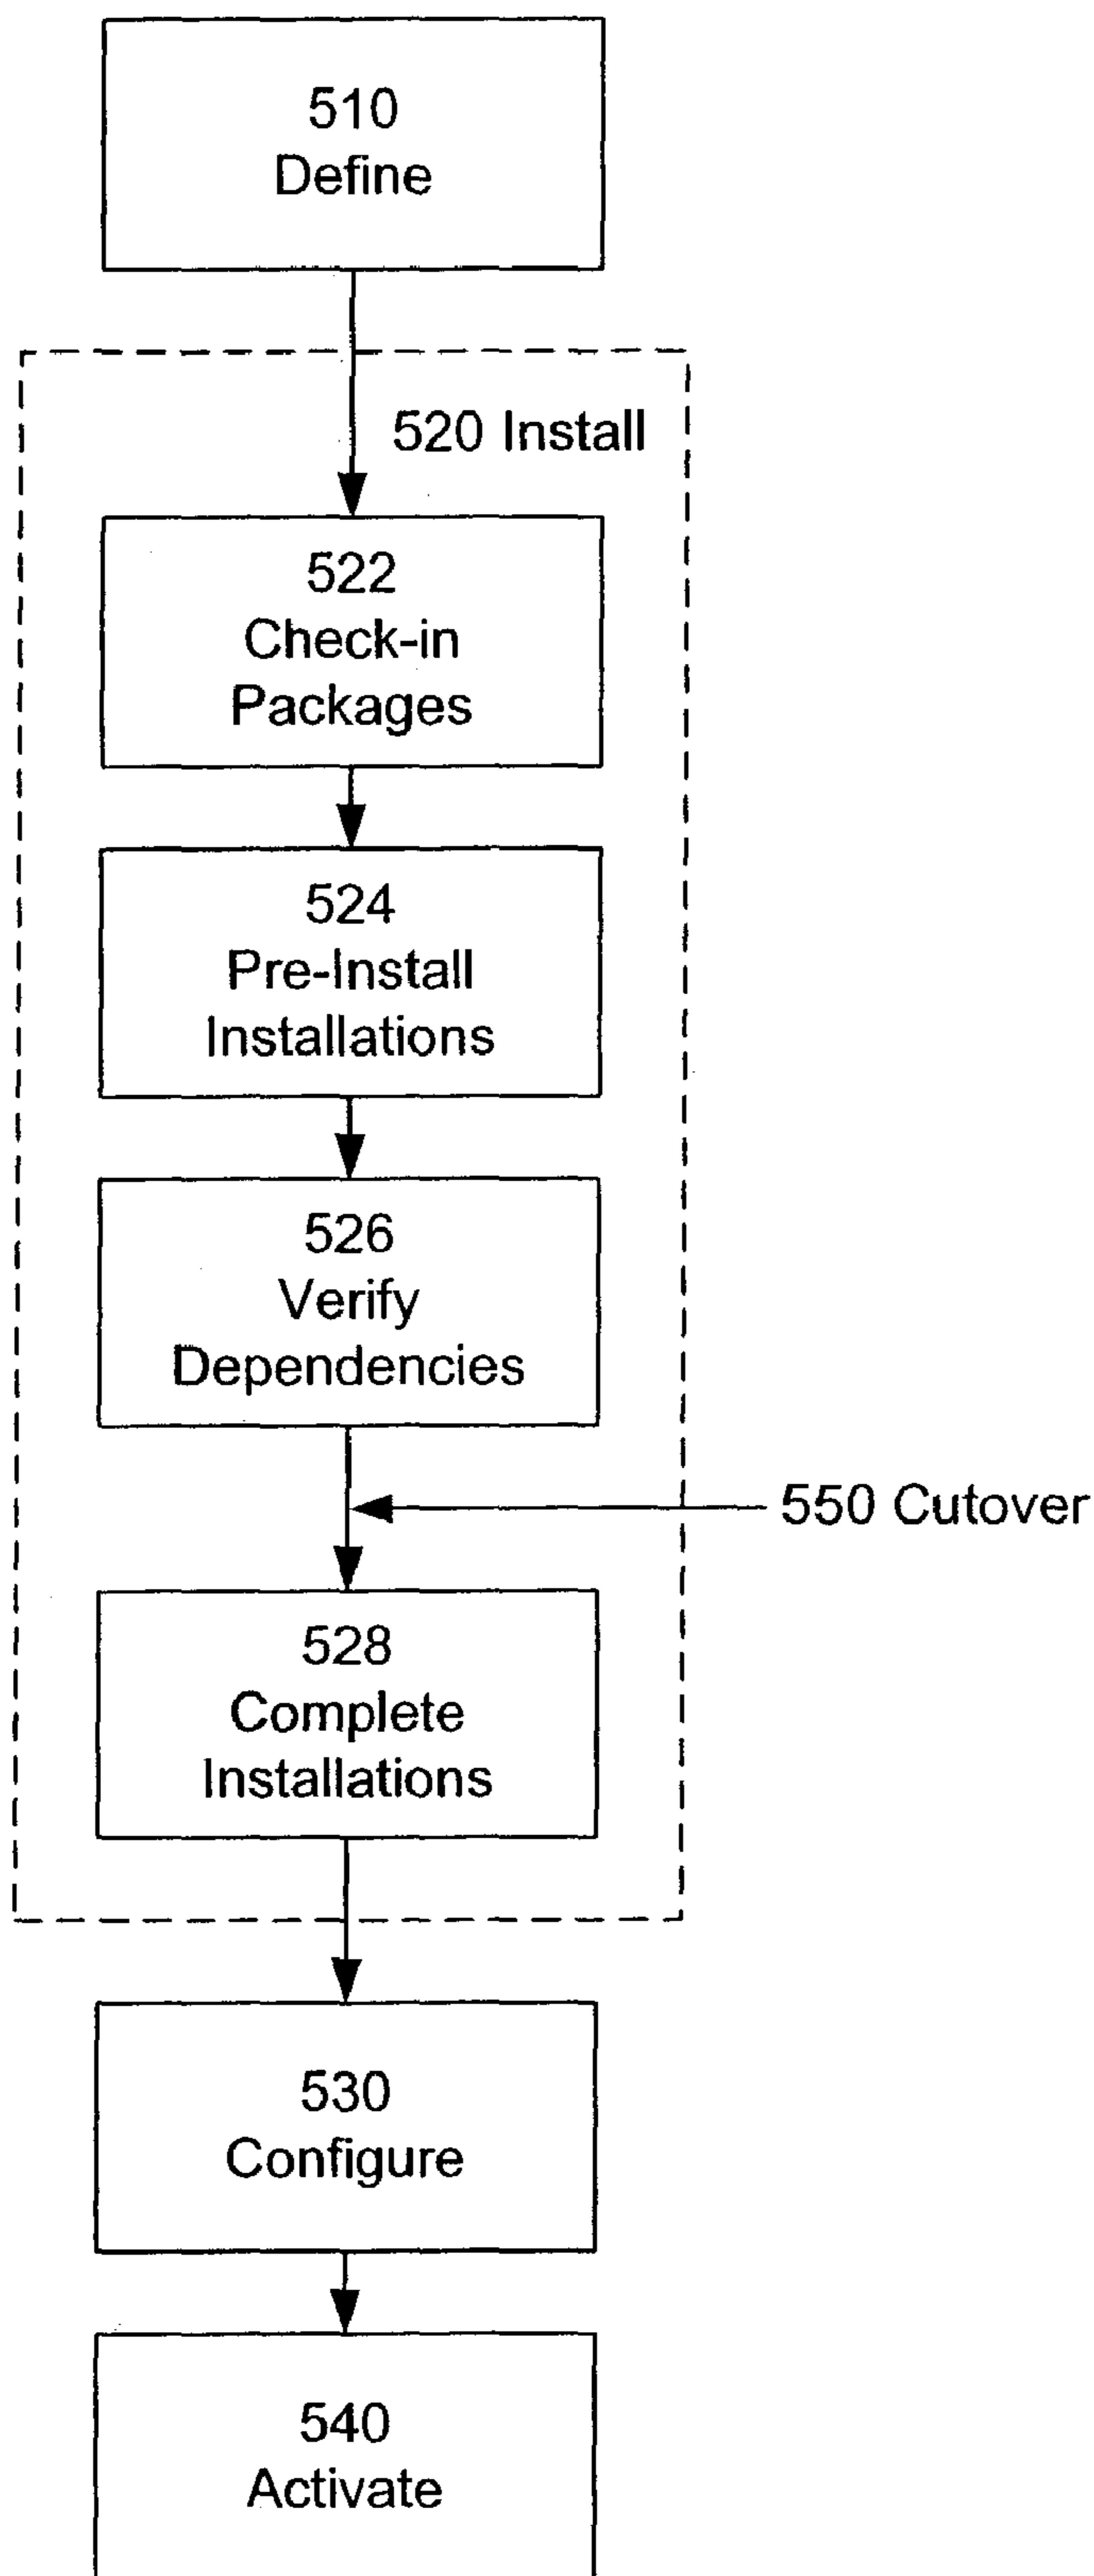 510
Define
520 Install
522
Check-in
Packages
524
Pre-Install
Installations
526
Verify
Dependencies
550 Cutover
528
Complete
Installations
530
Configure
540
Activate